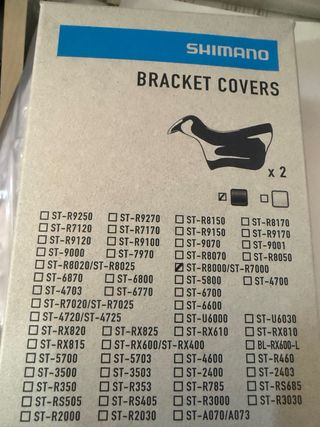 SHIMANO
BRACKET COVERS
x 2
ST-R9250 ST-R9270 ST-R8150 ST-R8170
ST-R7120 ST-R7170 ST-R9150 ST-R9170
ST-R9120 ST-R9100 ST-9070 ST-9001
ST-9000 ST-7970 ST-R8070 ST-R8050
ST-R8020/ST-R8025 ST-R8000/ST-R7000
ST-6870 ST-6800 ST-5800 ST-4700
ST-4703 ST-6770 ST-6700
ST-R7020/ST-R7025 ST-6600
ST-4720/ST-4725 ST-U6000 ST-U6030
ST-RX820 ST-RX825 ST-RX610 ST-RX810
ST-RX815 ST-RX600/ST-RX400 BL-RX600-L
ST-5700 ST-5703 ST-4600 ST-R460
ST-3500 ST-3503 ST-2400 ST-2403
ST-R350 ST-R353 ST-R785 ST-RS685
ST-RS505 ST-RS405 ST-R3000 ST-R3030
ST-R2000 ST-R2030 ST-A070/A073